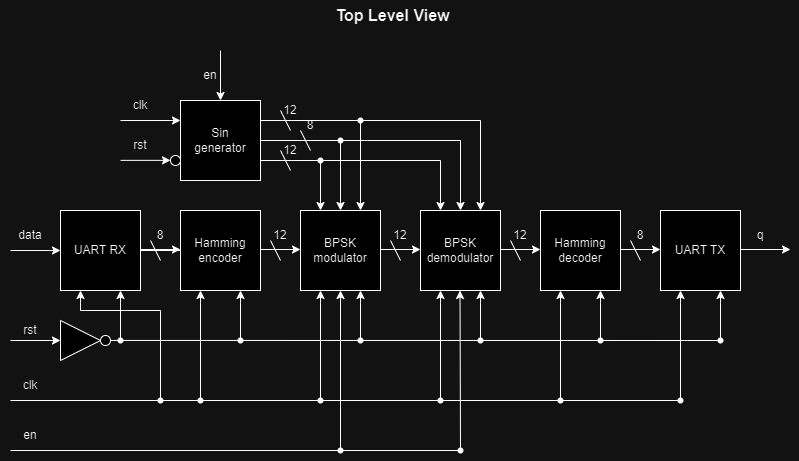 Top Level View
en
clk
12
8
rst
12
Sin
generator
data
UART RX
8
Hamming
encoder
12
BPSK
modulator
12
BPSK
demodulator
12
Hamming
decoder
8
UART TX
q
rst
clk
en